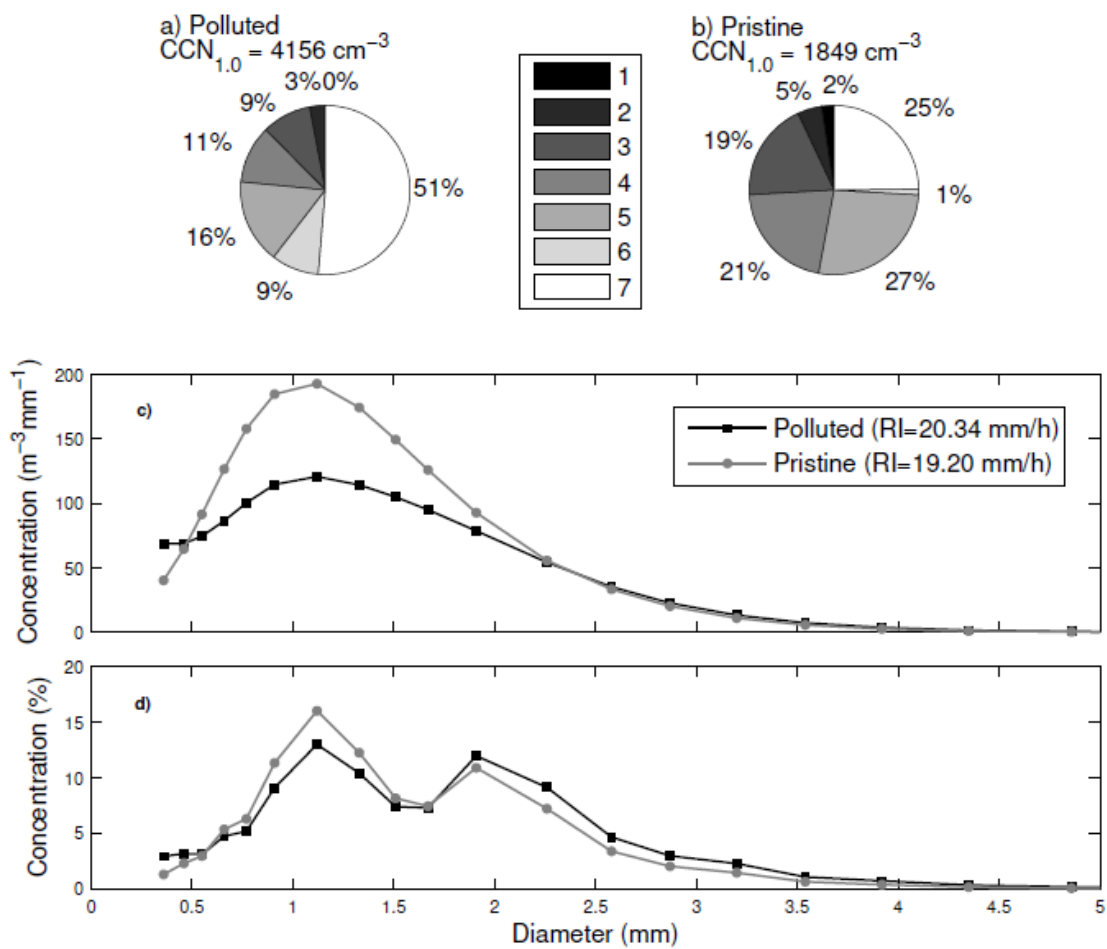 a) Polluted
CCN1.0 = 4156 cm−3
3% 0%
9%
11%
51%
16%
9%
1
2
3
4
5
6
7
b) Pristine
CCN1.0 = 1849 cm−3
5% 2%
25%
19%
1%
21%
27%
Concentration (m−3mm−1)
200
150
100
50
0
c)
Polluted (RI=20.34 mm/h)
Pristine (RI=19.20 mm/h)
Concentration (%)
20
15
10
5
0
d)
0 0.5 1 1.5 2 2.5 3 3.5 4 4.5 5
Diameter (mm)